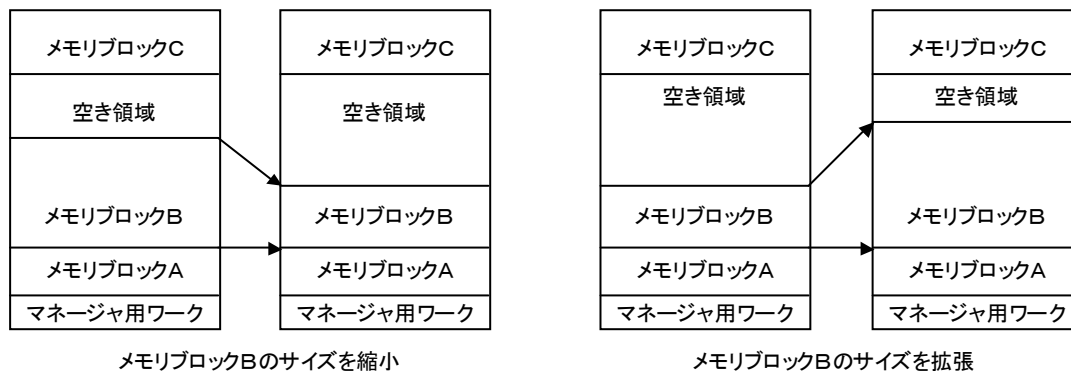 メモリブロックC
空き領域
メモリブロックB
メモリブロックA
マネージャ用ワーク
メモリブロックC
空き領域
メモリブロックB
メモリブロックA
マネージャ用ワーク
メモリブロックBのサイズを縮小
メモリブロックC
空き領域
メモリブロックB
メモリブロックA
マネージャ用ワーク
メモリブロックC
空き領域
メモリブロックB
メモリブロックA
マネージャ用ワーク
メモリブロックBのサイズを拡張